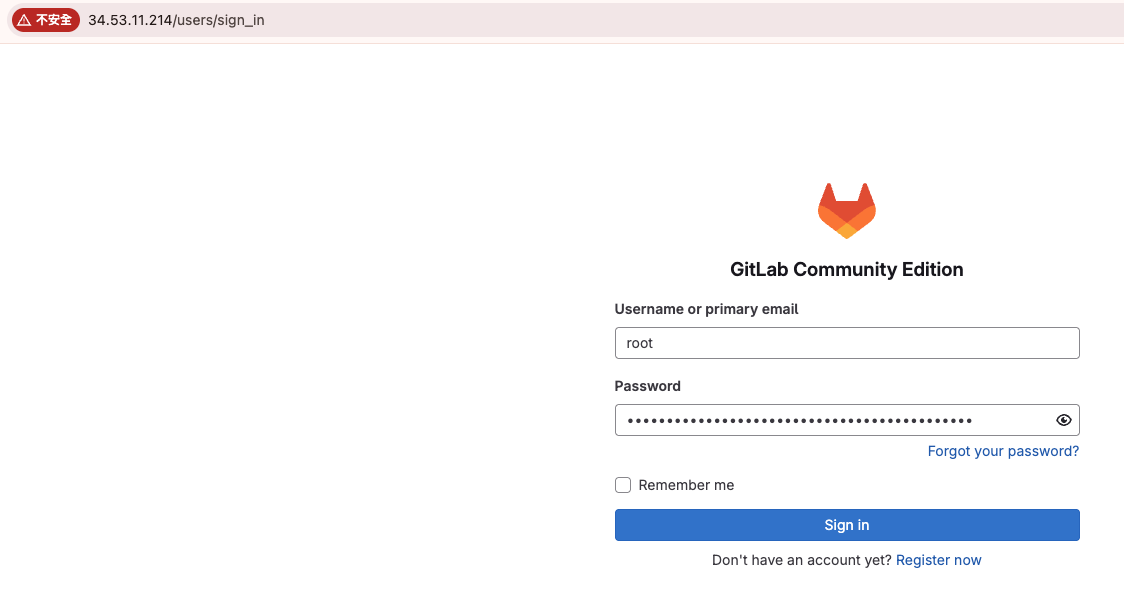 不安全 34.53.11.214/users/sign_in
GitLab Community Edition
Username or primary email
root
Password
••••••••••••••••••••••••••••••••••••••••••••
Forgot your password?
Remember me
Sign in
Don't have an account yet? Register now